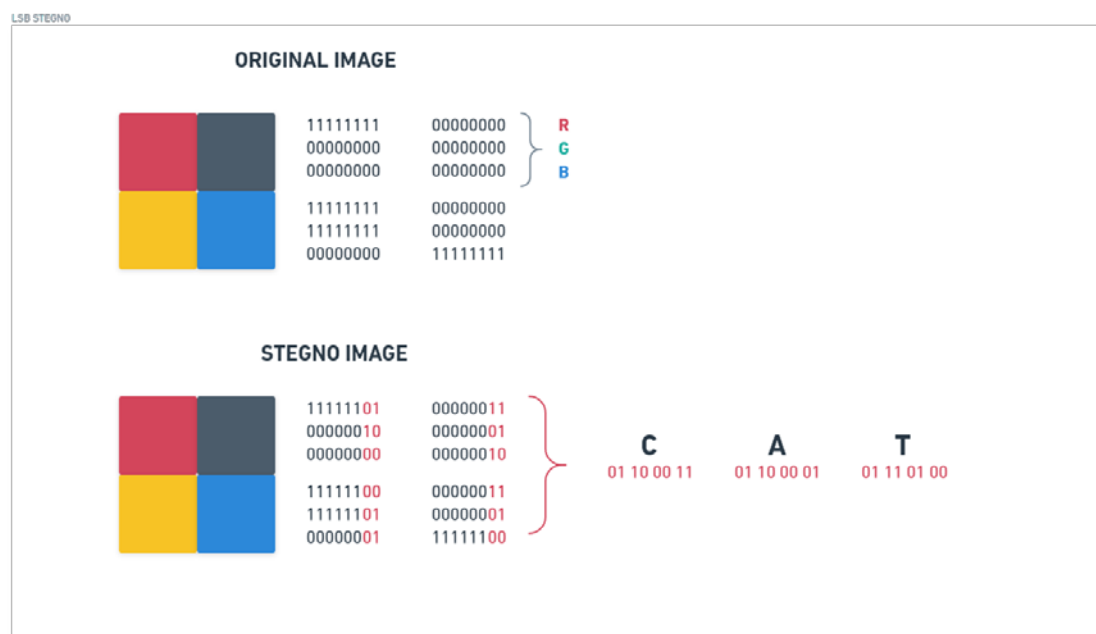 LSB STEGNO
ORIGINAL IMAGE
11111111 00000000 R
00000000 00000000 G
00000000 00000000 B
11111111 00000000
11111111 00000000
00000000 11111111
STEGNO IMAGE
11111101 00000011
00000010 00000001
00000000 00000010
11111100 00000011
11111101 00000001
00000001 11111100
C A T
01 10 00 11 01 10 00 01 01 11 01 00